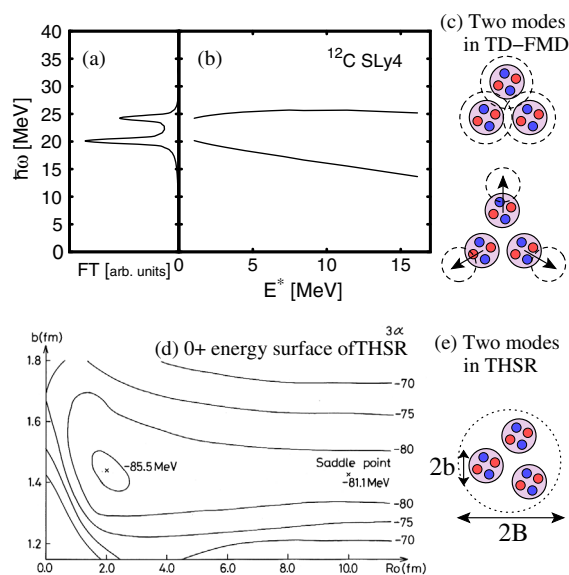 (c) Two modes
in TD−FMD
40
35
30
25
20
15
10
5
0
ħω [MeV]
(a)
(b)
¹²C SLy4
FT [arb. units]
0
5
10
15
E* [MeV]
3α
(d) 0+ energy surface of THSR
b(fm)
1.8
1.6
1.4
1.2
-70
-75
-80
-85.5 MeV
Saddle point
-81.1MeV
-80
-75
-70
0.0
2.0
4.0
6.0
8.0
10.0
Ro(fm)
(e) Two modes
in THSR
2b
2B